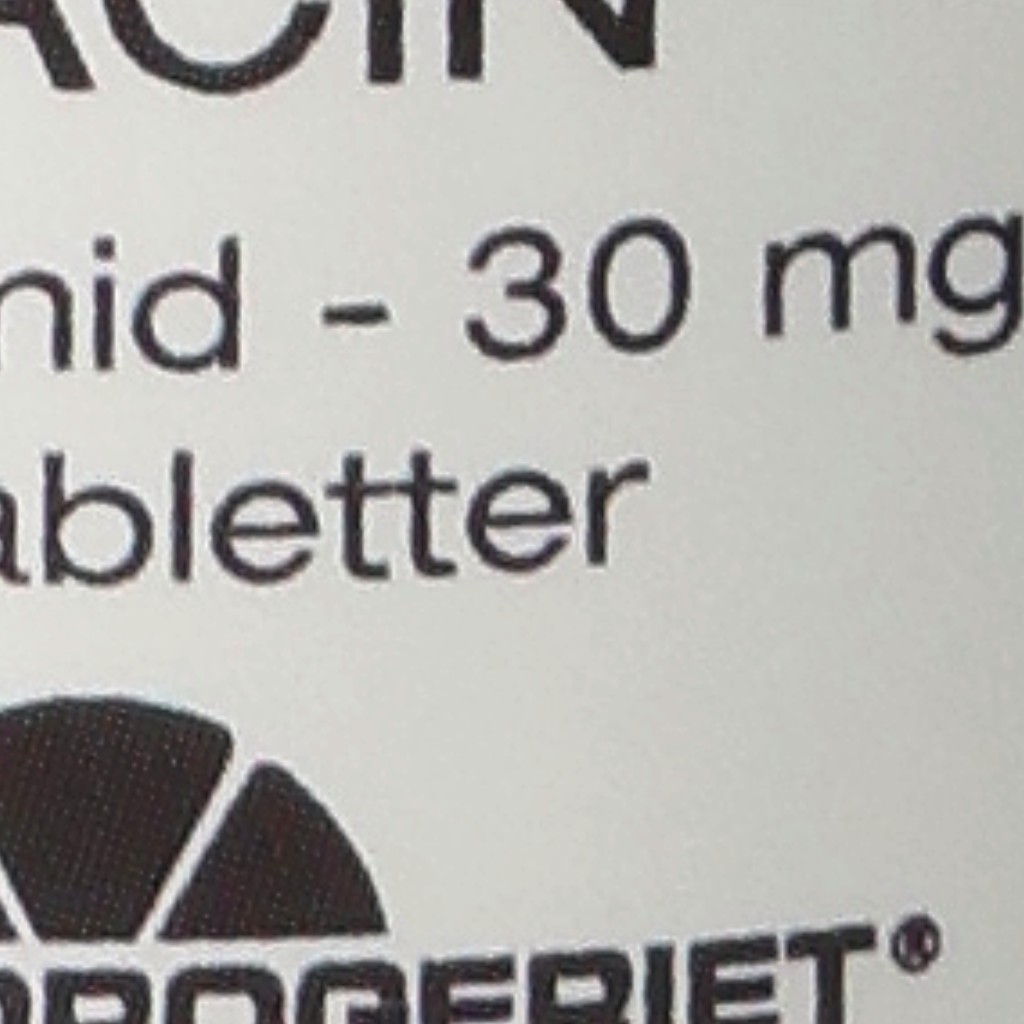 ACIN
nid - 30 mg
abletter
DROGERIET®